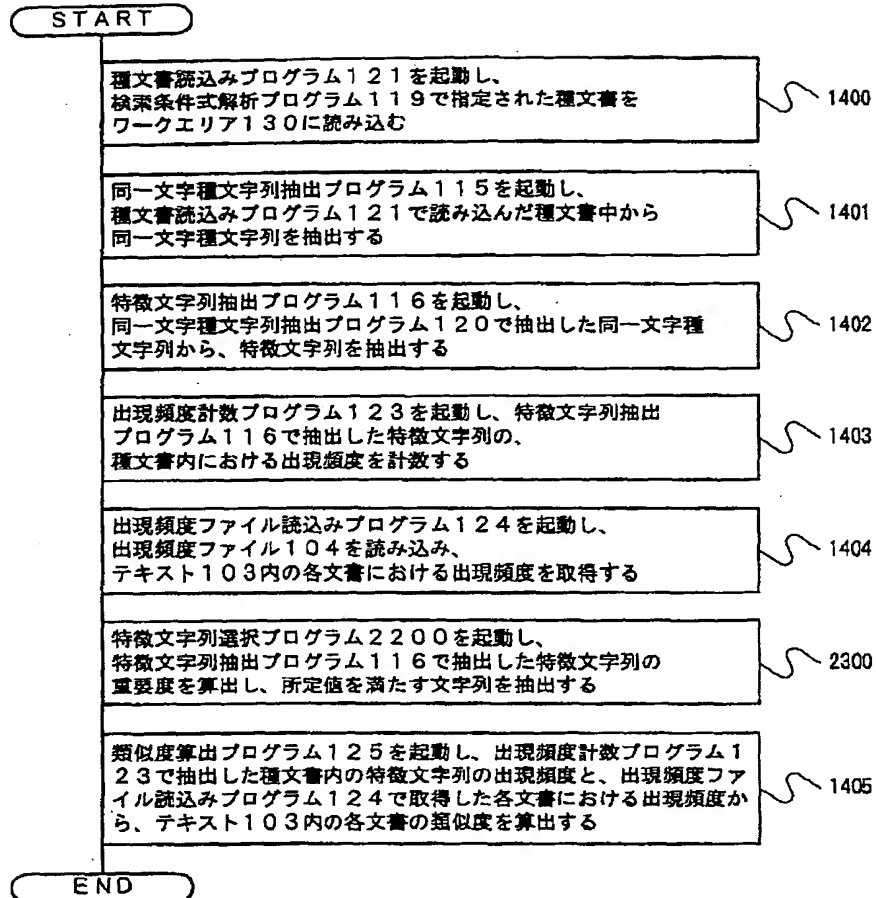 START
種文書読込みプログラム121を起動し、
検索条件式解析プログラム119で指定された種文書を
ワークエリア130に読み込む
1400
同一文字種文字列抽出プログラム115を起動し、
種文書読込みプログラム121で読み込んだ種文書中から
同一文字種文字列を抽出する
1401
特徴文字列抽出プログラム116を起動し、
同一文字種文字列抽出プログラム120で抽出した同一文字種
文字列から、特徴文字列を抽出する
1402
出現頻度計数プログラム123を起動し、特徴文字列抽出
プログラム116で抽出した特徴文字列の、
種文書内における出現頻度を計数する
1403
出現頻度ファイル読込みプログラム124を起動し、
出現頻度ファイル104を読み込み、
テキスト103内の各文書における出現頻度を取得する
1404
特徴文字列選択プログラム2200を起動し、
特徴文字列抽出プログラム116で抽出した特徴文字列の
重要度を算出し、所定値を満たす文字列を抽出する
2300
類似度算出プログラム125を起動し、出現頻度計数プログラム1
23で抽出した種文書内の特徴文字列の出現頻度と、出現頻度ファ
イル読込みプログラム124で取得した各文書における出現頻度か
ら、テキスト103内の各文書の類似度を算出する
1405
END